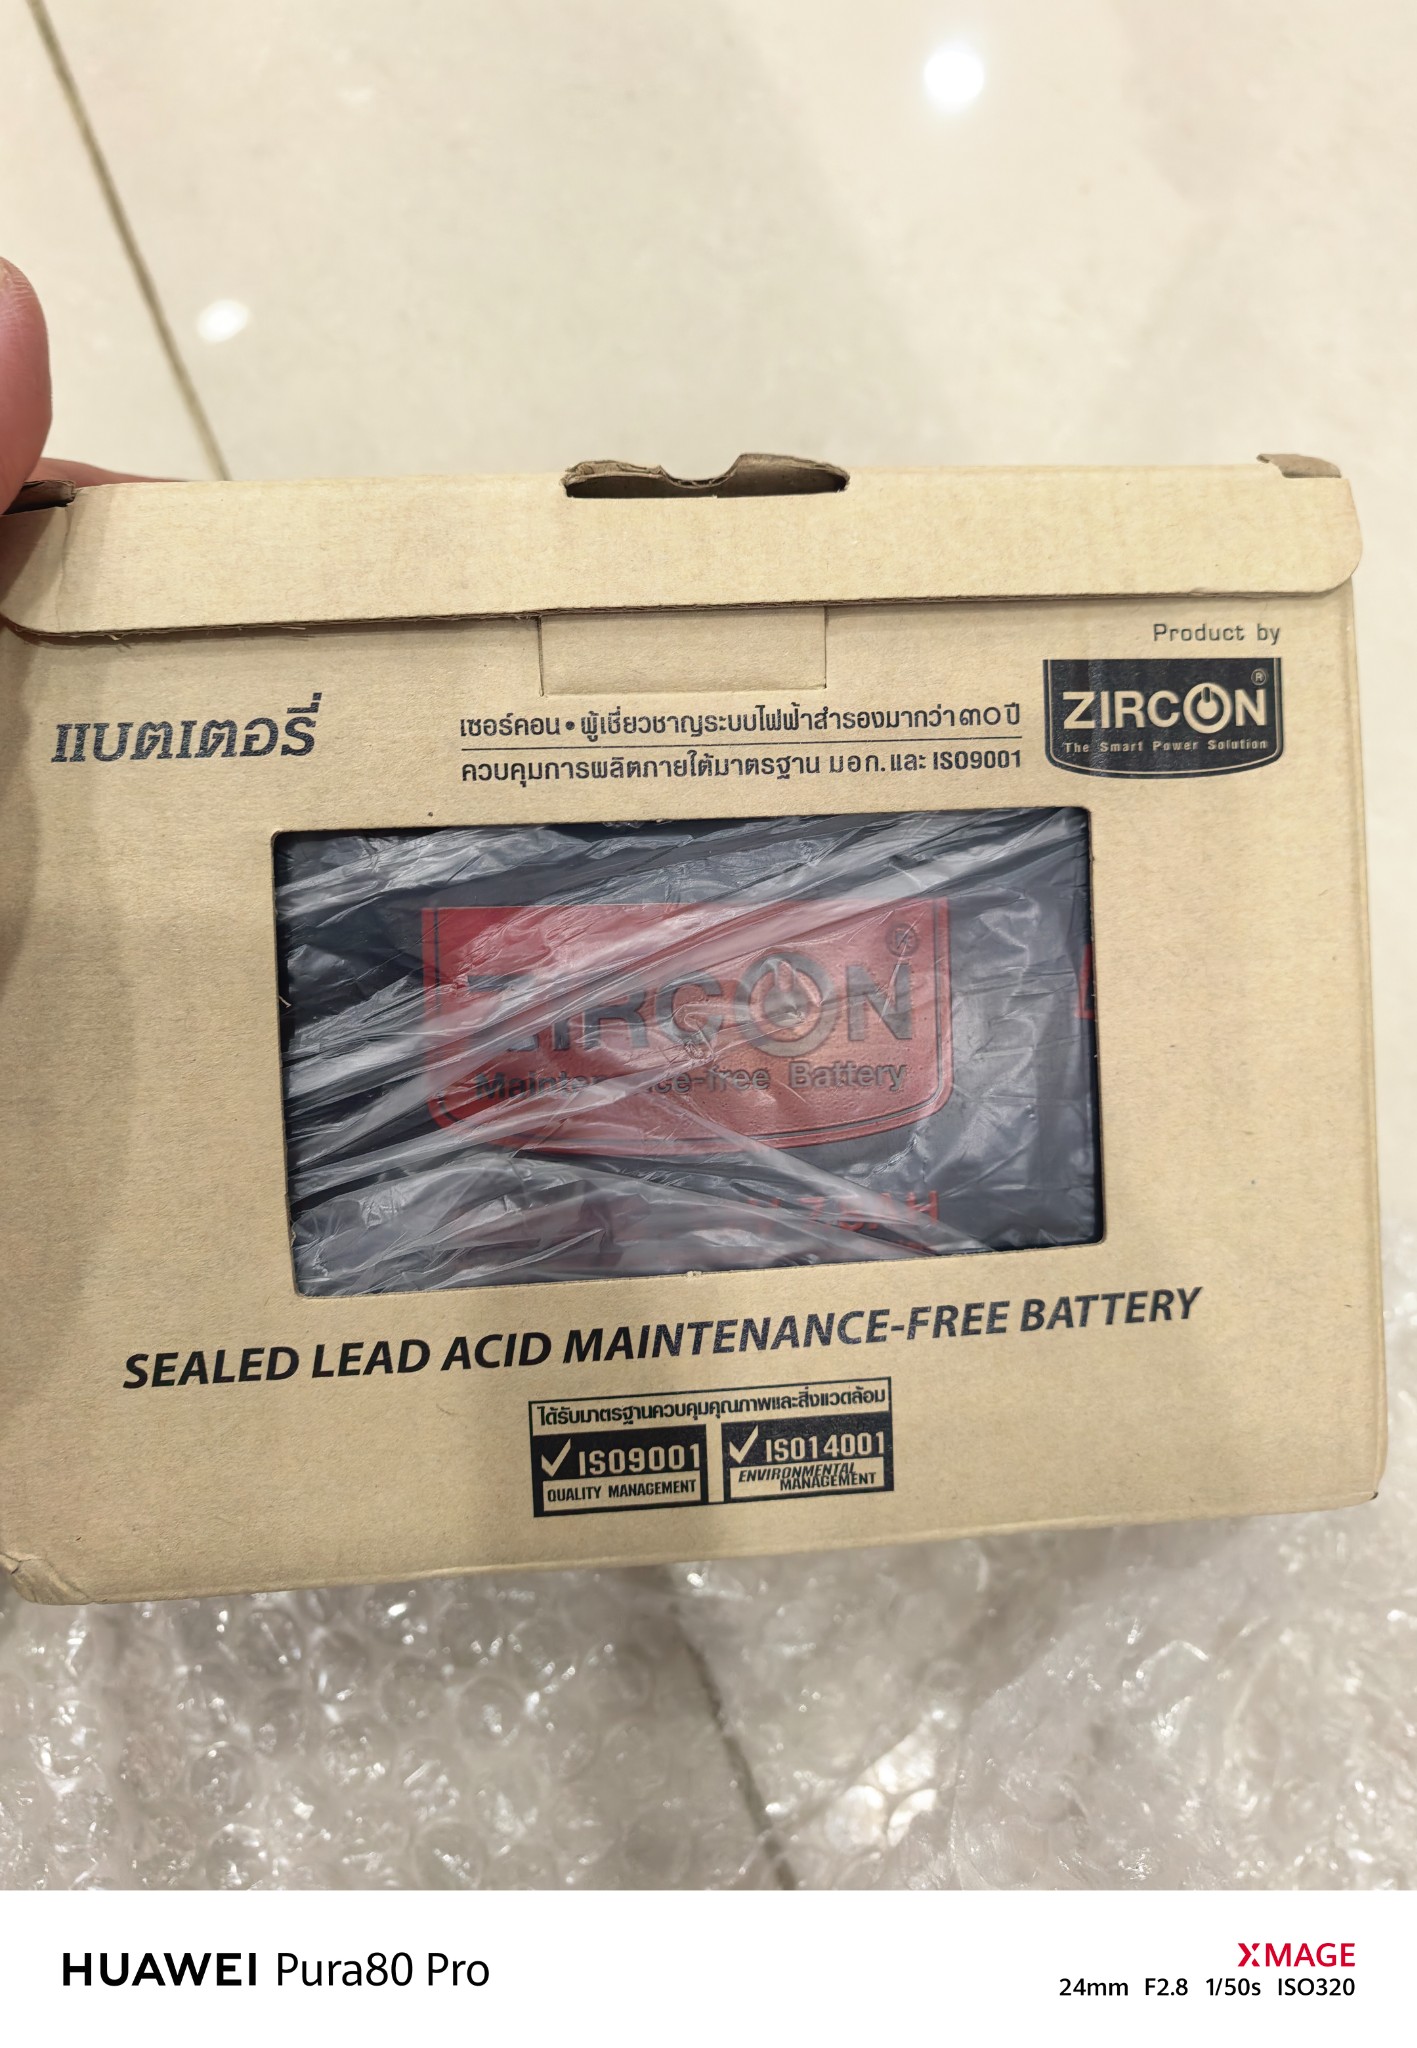 Product by
ZIRCON®
The Smart Power Solution
แบตเตอรี่
เซอร์คอน • ผู้เชี่ยวชาญระบบไฟฟ้าสำรองมากว่า ๓๐ ปี
ควบคุมการผลิตภายใต้มาตรฐาน มอก. และ ISO9001
ZIRCON®
Maintenance-free Battery
SEALED LEAD ACID MAINTENANCE-FREE BATTERY
ได้รับมาตรฐานควบคุมคุณภาพและสิ่งแวดล้อม
ISO9001
QUALITY MANAGEMENT
ISO14001
ENVIRONMENTAL
MANAGEMENT
HUAWEI Pura80 Pro
XMAGE
24mm F2.8 1/50s ISO320